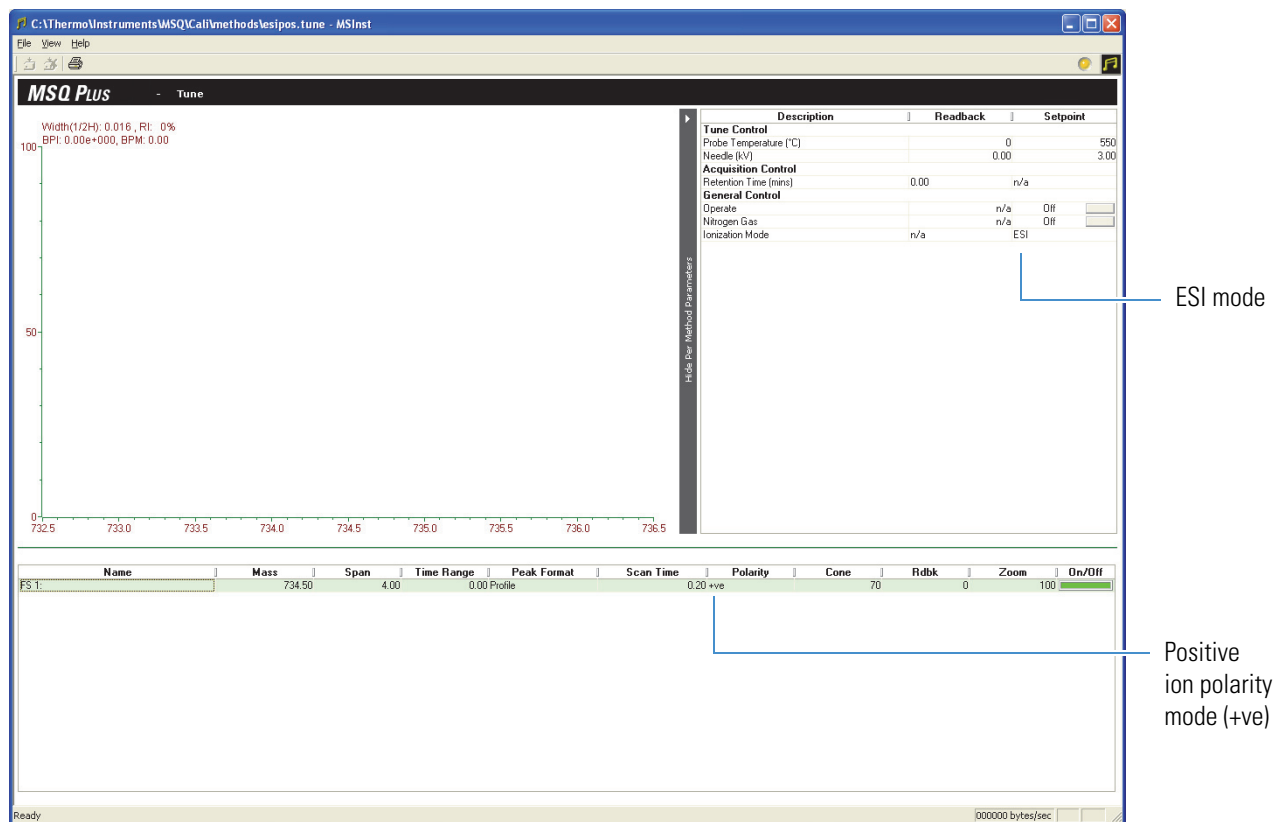 C:\Thermo\Instruments\MSQ\Cali\methods\esipos.tune - MSInst
File View Help
MSQ PLUS - Tune
Width(1/2H): 0.016 , RI: 0%
BPI: 0.00e+000, BPM: 0.00
100
50
0
732.5 733.0 733.5 734.0 734.5 735.0 735.5 736.0 736.5
Hide Per Method Parameters
Description Readback Setpoint
Tune Control
Probe Temperature (°C) 0 550
Needle (kV) 0.00 3.00
Acquisition Control
Retention Time (mins) 0.00 n/a
General Control
Operate n/a Off
Nitrogen Gas n/a Off
Ionization Mode n/a ESI
ESI mode
Name Mass Span Time Range Peak Format Scan Time Polarity Cone Rdbk Zoom On/Off
FS 1: 734.50 4.00 0.00 Profile 0.20 +ve 70 0 100
Positive
ion polarity
mode (+ve)
Ready 000000 bytes/sec